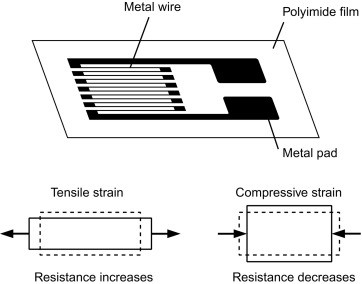 Metal wire
Polyimide film
Metal pad
Tensile strain
Compressive strain
Resistance increases
Resistance decreases